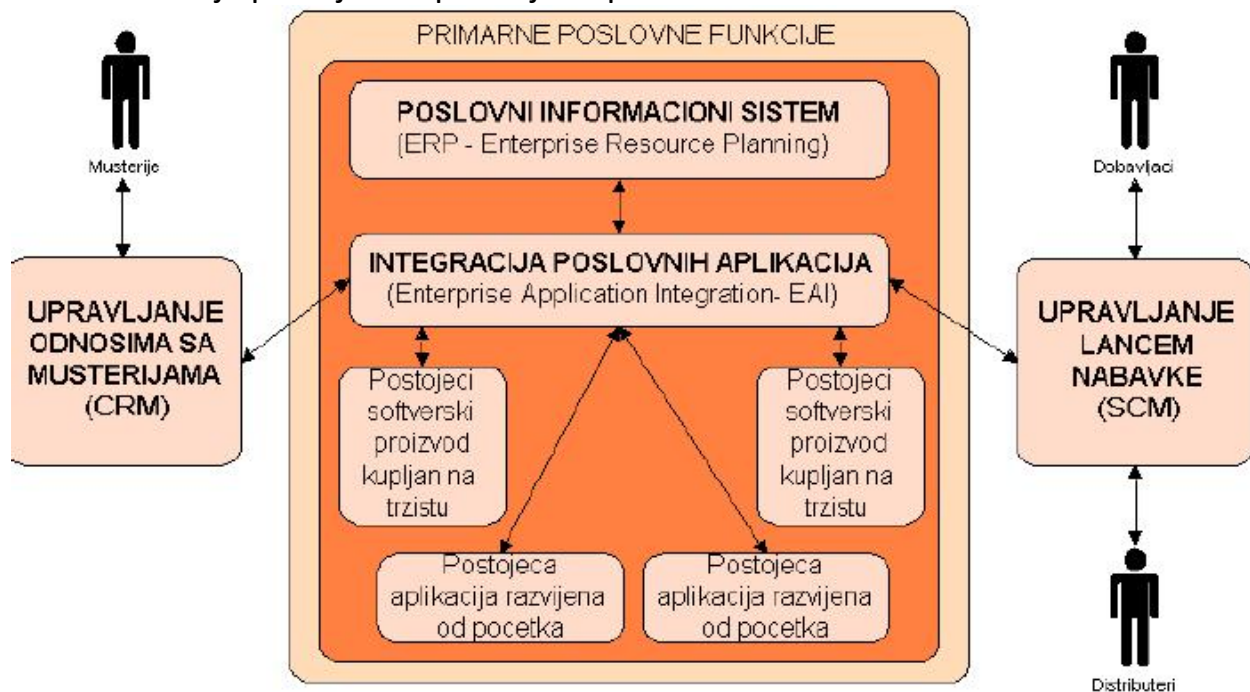 PRIMARNE POSLOVNE FUNKCIJE
POSLOVNI INFORMACIONI SISTEM
(ERP - Enterprise Resource Planning)
Musterije
Dobavljaci
INTEGRACIJA POSLOVNIH APLIKACIJA
(Enterprise Application Integration- EAI)
UPRAVLJANJE
ODNOSIMA SA
MUSTERIJAMA
(CRM)
UPRAVLJANJE
LANCEM
NABAVKE
(SCM)
Postojeci
softverski
proizvod
kupljan na
trzistu
Postojeci
softverski
proizvod
kupljan na
trzistu
Postojeca
aplikacija razvijena
od pocetka
Postojeca
aplikacija razvijena
od pocetka
Distributeri